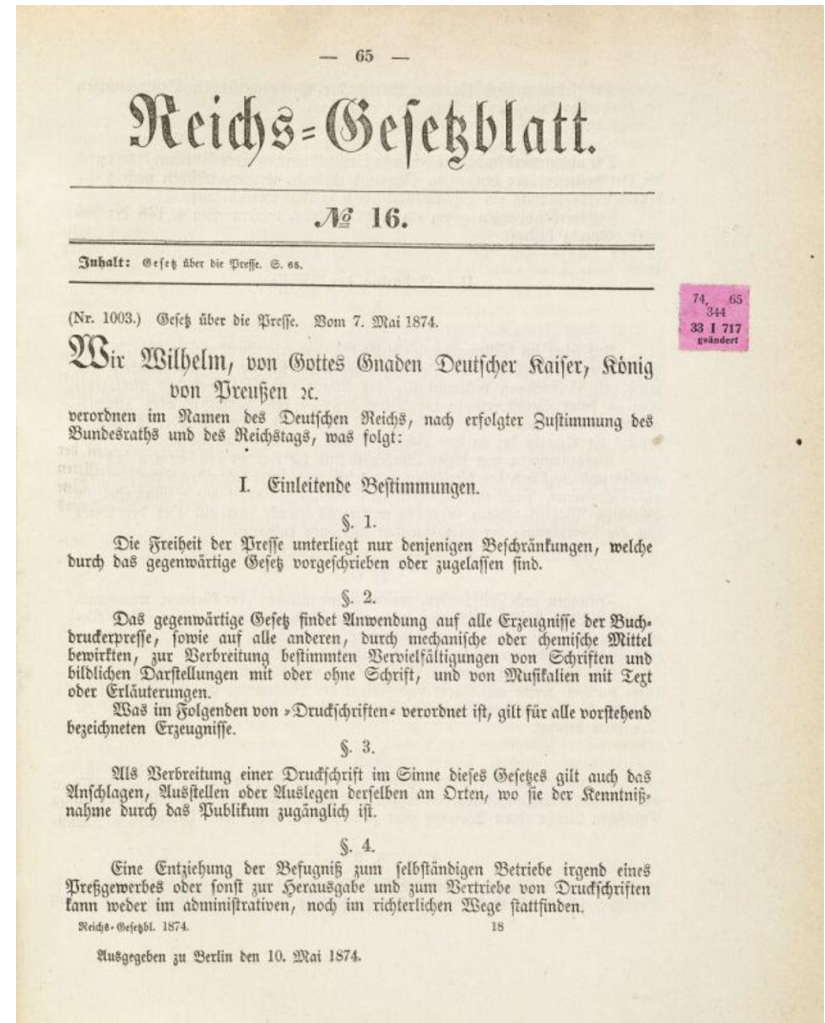 — 65 —
Reichs-Gesetzblatt.
№ 16.
Inhalt: Gesetz über die Presse. S. 65.
74, 65
344
33 I 717
geändert
(Nr. 1003.) Gesetz über die Presse. Vom 7. Mai 1874.
Wir Wilhelm, von Gottes Gnaden Deutscher Kaiser, König
von Preußen ꝛc.
verordnen im Namen des Deutschen Reichs, nach erfolgter Zustimmung des
Bundesraths und des Reichstags, was folgt:
I. Einleitende Bestimmungen.
§. 1.
Die Freiheit der Presse unterliegt nur denjenigen Beschränkungen, welche
durch das gegenwärtige Gesetz vorgeschrieben oder zugelassen sind.
§. 2.
Das gegenwärtige Gesetz findet Anwendung auf alle Erzeugnisse der Buch-
druckerpresse, sowie auf alle anderen, durch mechanische oder chemische Mittel
bewirkten, zur Verbreitung bestimmten Vervielfältigungen von Schriften und
bildlichen Darstellungen mit oder ohne Schrift, und von Musikalien mit Text
oder Erläuterungen.
Was im Folgenden von »Druckschriften« verordnet ist, gilt für alle vorstehend
bezeichneten Erzeugnisse.
§. 3.
Als Verbreitung einer Druckschrift im Sinne dieses Gesetzes gilt auch das
Anschlagen, Ausstellen oder Auslegen derselben an Orten, wo sie der Kenntniß-
nahme durch das Publikum zugänglich ist.
§. 4.
Eine Entziehung der Befugniß zum selbständigen Betriebe irgend eines
Preßgewerbes oder sonst zur Herausgabe und zum Vertriebe von Druckschriften
kann weder im administrativen, noch im richterlichen Wege stattfinden.
Reichs-Gesetzbl. 1874. 18
Ausgegeben zu Berlin den 10. Mai 1874.